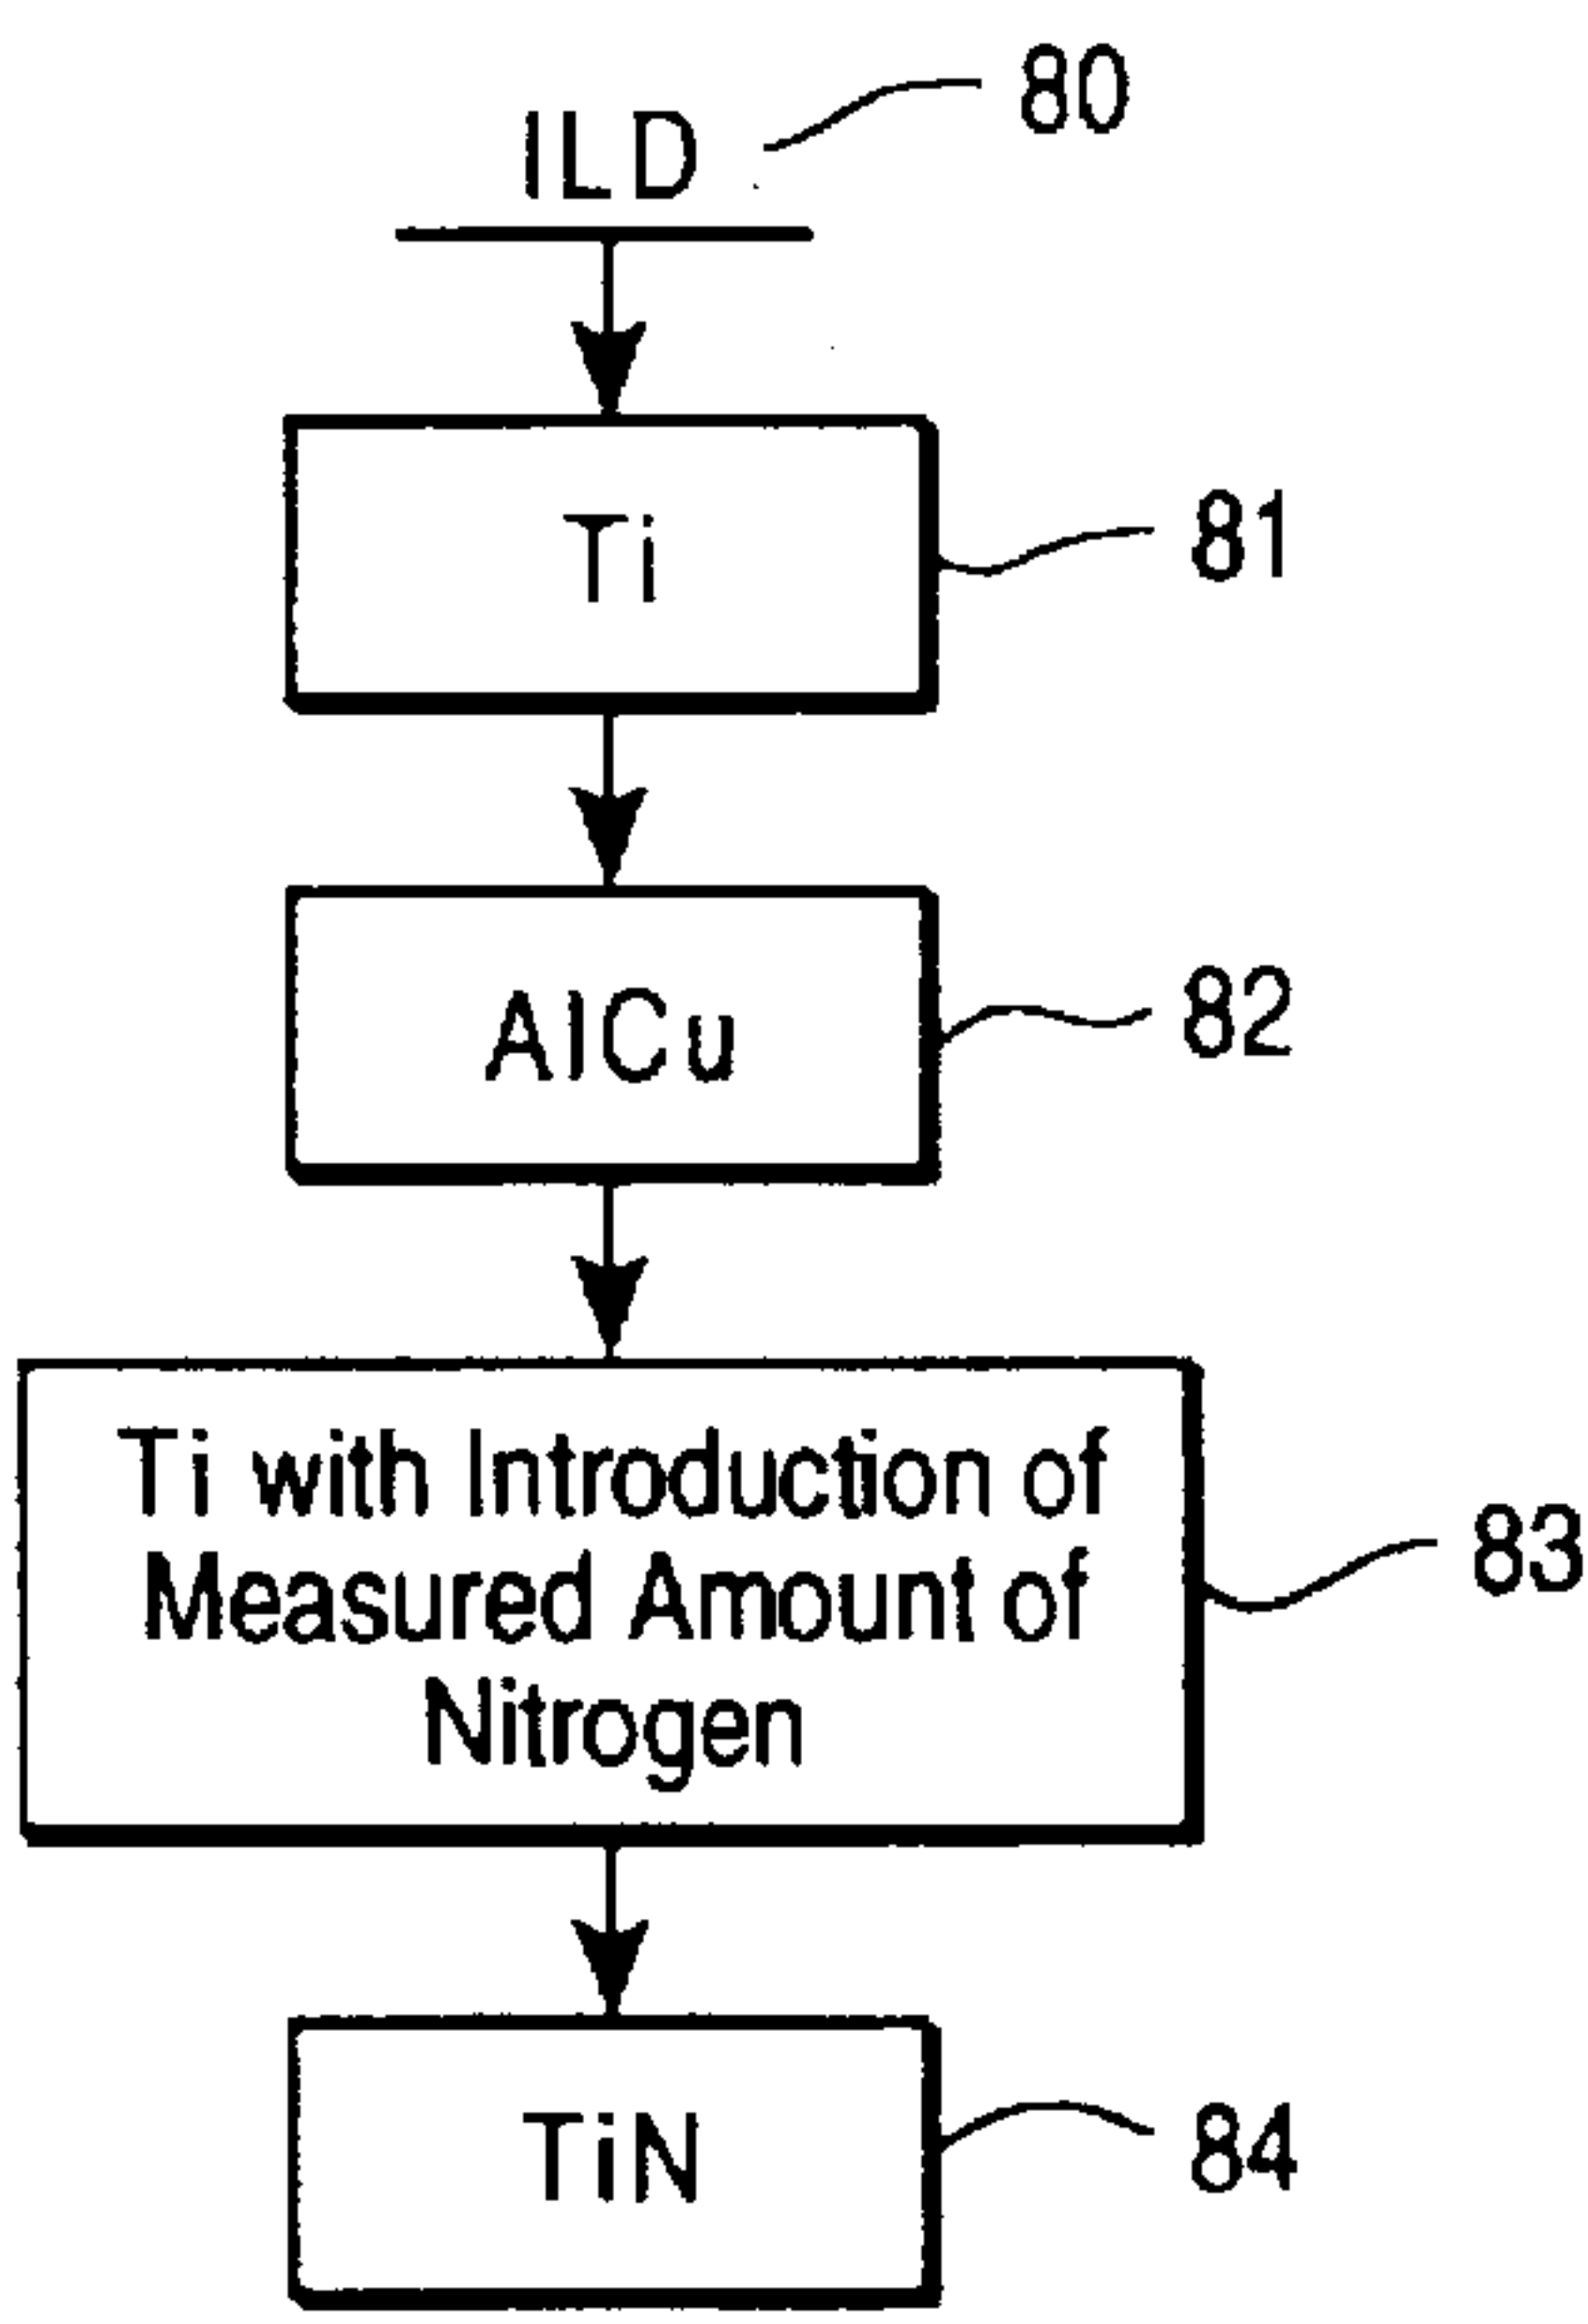 80
ILD
Ti
81
AlCu
82
Ti with Introduction of
Measured Amount of
Nitrogen
83
TiN
84